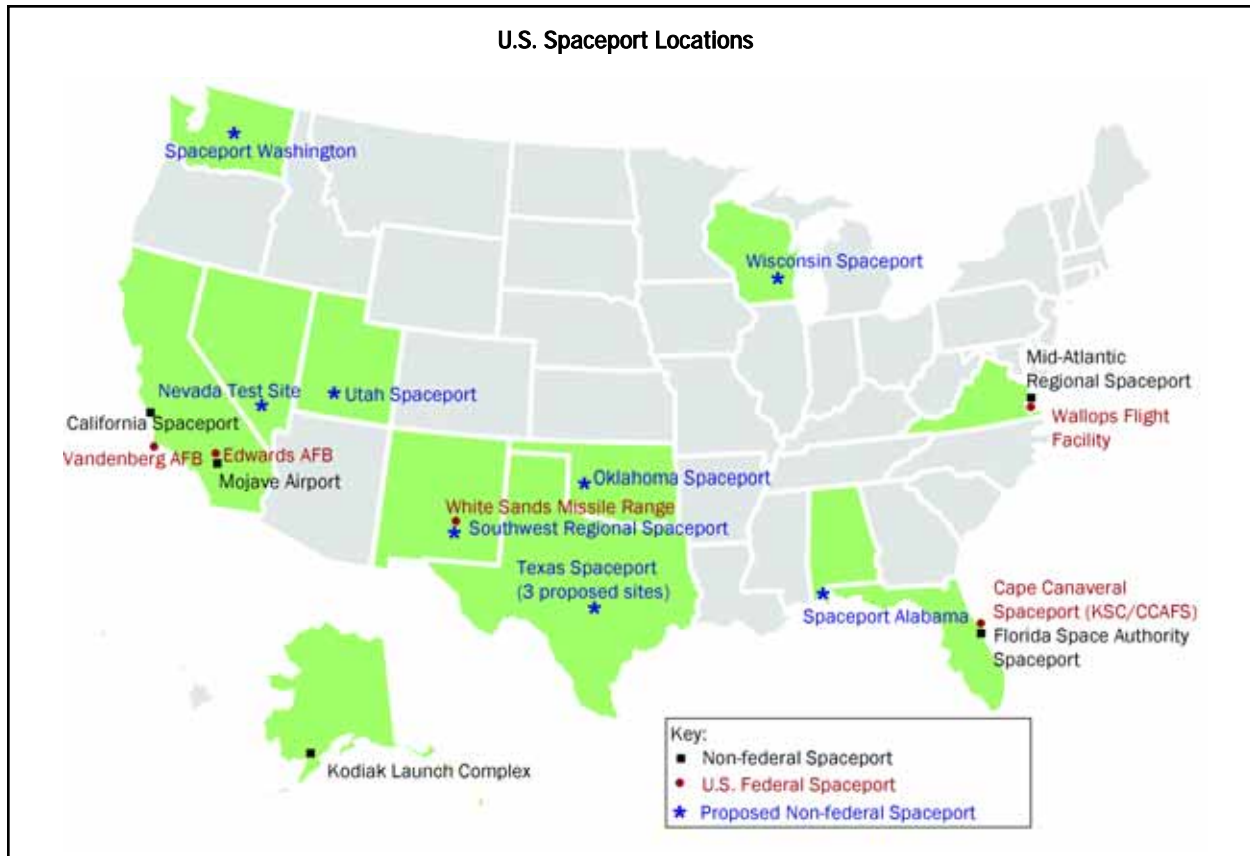 U.S. Spaceport Locations
Spaceport Washington
Wisconsin Spaceport
Mid-Atlantic
Regional Spaceport
Wallops Flight
Facility
Nevada Test Site
Utah Spaceport
California Spaceport
Vandenberg AFB
Edwards AFB
Mojave Airport
Oklahoma Spaceport
White Sands Missile Range
Southwest Regional Spaceport
Texas Spaceport
(3 proposed sites)
Spaceport Alabama
Cape Canaveral
Spaceport (KSC/CCAFS)
Florida Space Authority
Spaceport
Kodiak Launch Complex
Key:
Non-federal Spaceport
U.S. Federal Spaceport
Proposed Non-federal Spaceport